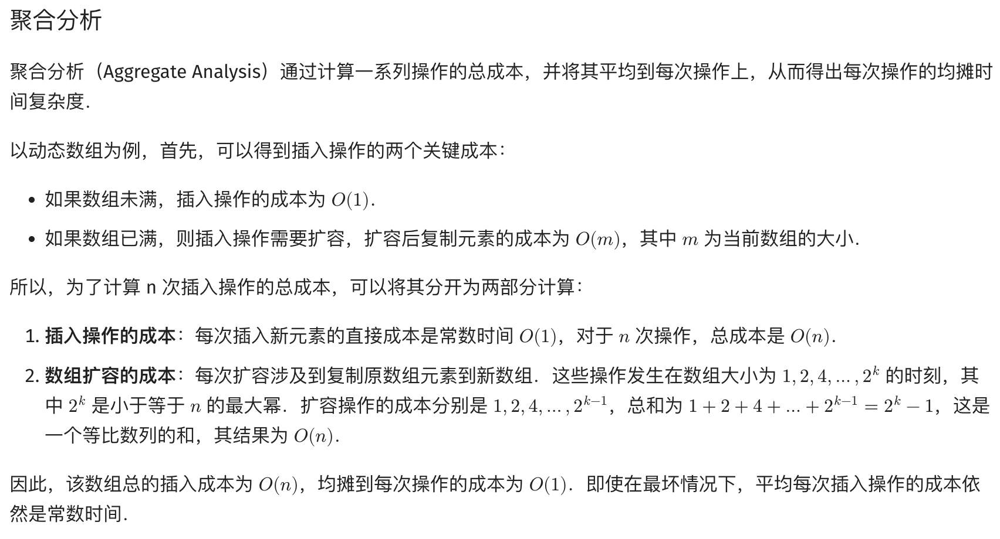 聚合分析
聚合分析（Aggregate Analysis）通过计算一系列操作的总成本，并将其平均到每次操作上，从而得出每次操作的均摊时
间复杂度．
以动态数组为例，首先，可以得到插入操作的两个关键成本：
• 如果数组未满，插入操作的成本为 O(1)．
• 如果数组已满，则插入操作需要扩容，扩容后复制元素的成本为 O(m)，其中 m 为当前数组的大小．
所以，为了计算 n 次插入操作的总成本，可以将其分开为两部分计算：
1. 插入操作的成本：每次插入新元素的直接成本是常数时间 O(1)，对于 n 次操作，总成本是 O(n)．
2. 数组扩容的成本：每次扩容涉及到复制原数组元素到新数组．这些操作发生在数组大小为 1, 2, 4, … , 2^k 的时刻，其
中 2^k 是小于等于 n 的最大幂．扩容操作的成本分别是 1, 2, 4, … , 2^{k−1}，总和为 1 + 2 + 4 + … + 2^{k−1} = 2^k − 1，这是
一个等比数列的和，其结果为 O(n)．
因此，该数组总的插入成本为 O(n)，均摊到每次操作的成本为 O(1)．即使在最坏情况下，平均每次插入操作的成本依
然是常数时间．